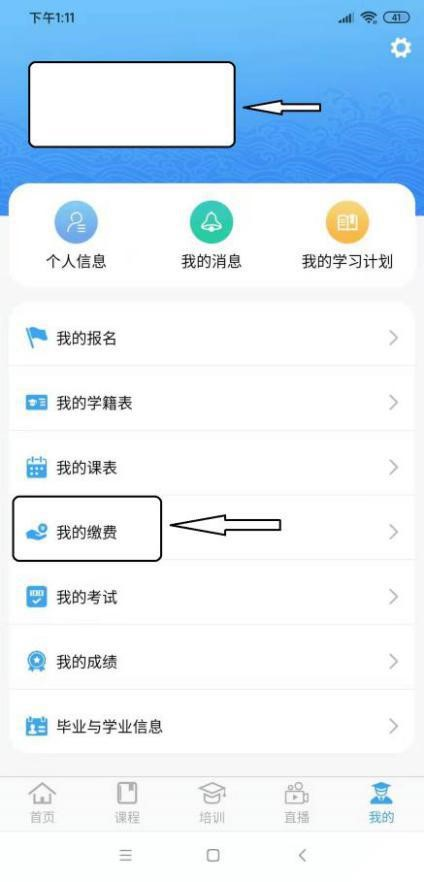 下午1:11
41
个人信息 我的消息 我的学习计划
我的报名
我的学籍表
我的课表
我的缴费
100
我的考试
我的成绩
毕业与学业信息
首页 课程 培训 直播 我的